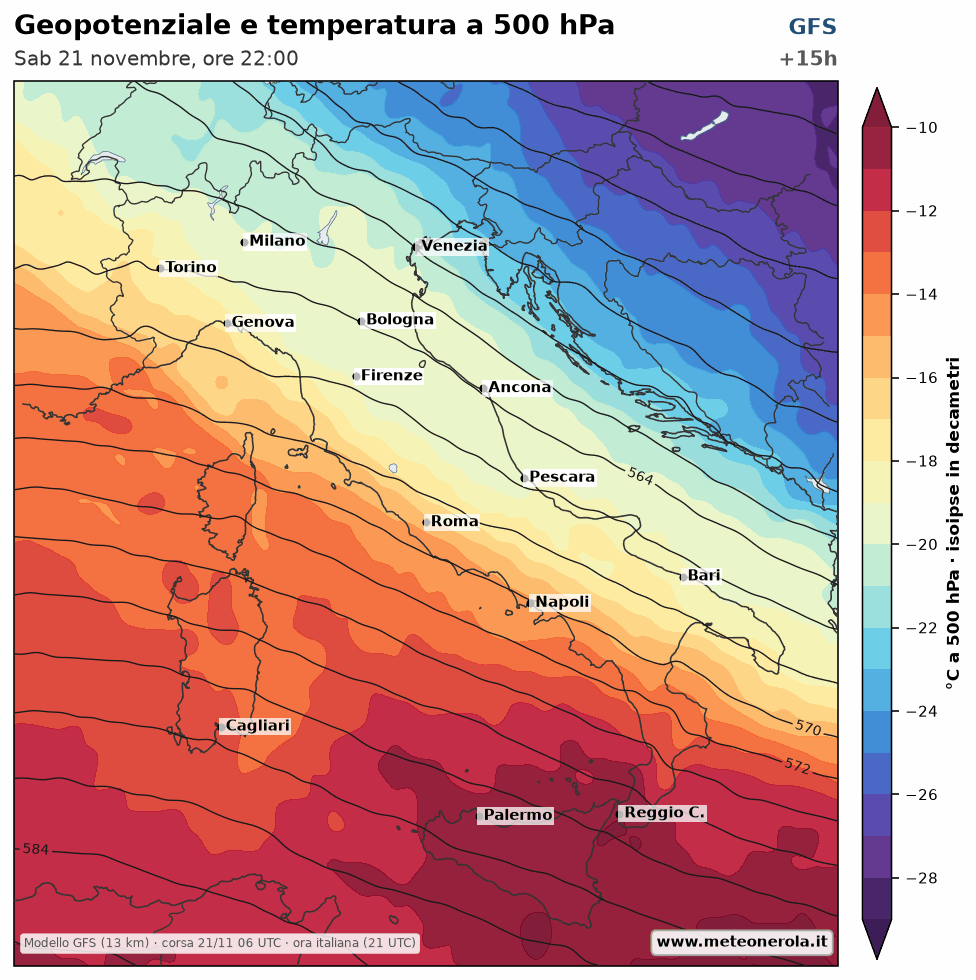 Geopotenziale e temperatura a 500 hPa
GFS
Sab 21 novembre, ore 22:00
+15h
Milano
Venezia
Torino
Genova
Bologna
Firenze
Ancona
Pescara
564
Roma
Bari
Napoli
Cagliari
570
572
Palermo
Reggio C.
584
Modello GFS (13 km) · corsa 21/11 06 UTC · ora italiana (21 UTC)
www.meteonerola.it
−10
−12
−14
−16
−18
−20
−22
−24
−26
−28
°C a 500 hPa · isoipse in decametri